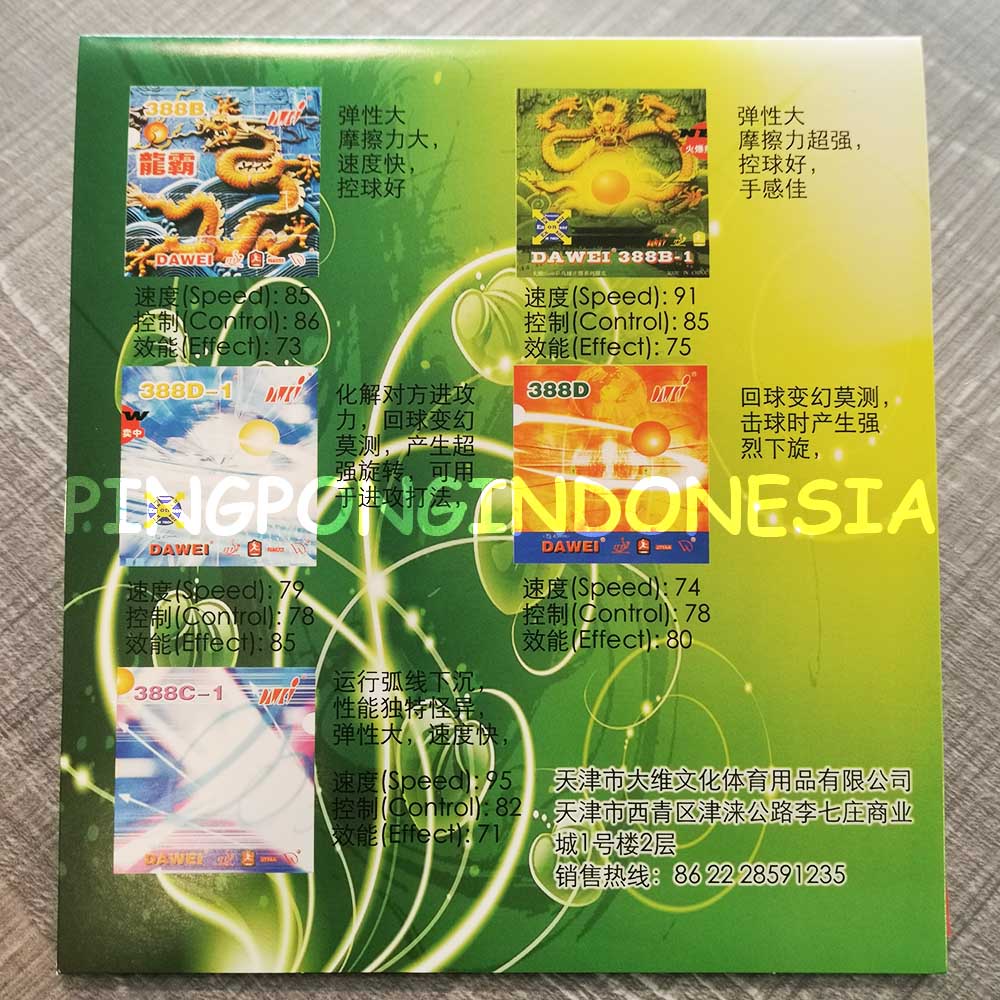 388B
DAWEI
龍霸
DAWEI
弹性大
摩擦力大,
速度快,
控球好
速度(Speed): 85
控制(Control): 86
效能(Effect): 73
DAWEI 388B-1
MADE IN CHINA
弹性大
摩擦力超强,
控球好,
手感佳
速度(Speed): 91
控制(Control): 85
效能(Effect): 75
388D-1
DAWEI
DAWEI
化解对方进攻
力, 回球变幻
莫测, 产生超
强旋转, 可用
于进攻打法,
速度(Speed): 79
控制(Control): 78
效能(Effect): 85
388D
DAWEI
DAWEI
回球变幻莫测,
击球时产生强
烈下旋,
速度(Speed): 74
控制(Control): 78
效能(Effect): 80
PINGPONGINDONESIA
388C-1
DAWEI
DAWEI
运行弧线下沉,
性能独特怪异,
弹性大, 速度快,
速度(Speed): 95
控制(Control): 82
效能(Effect): 71
天津市大维文化体育用品有限公司
天津市西青区津涞公路李七庄商业
城1号楼2层
销售热线: 86 22 28591235